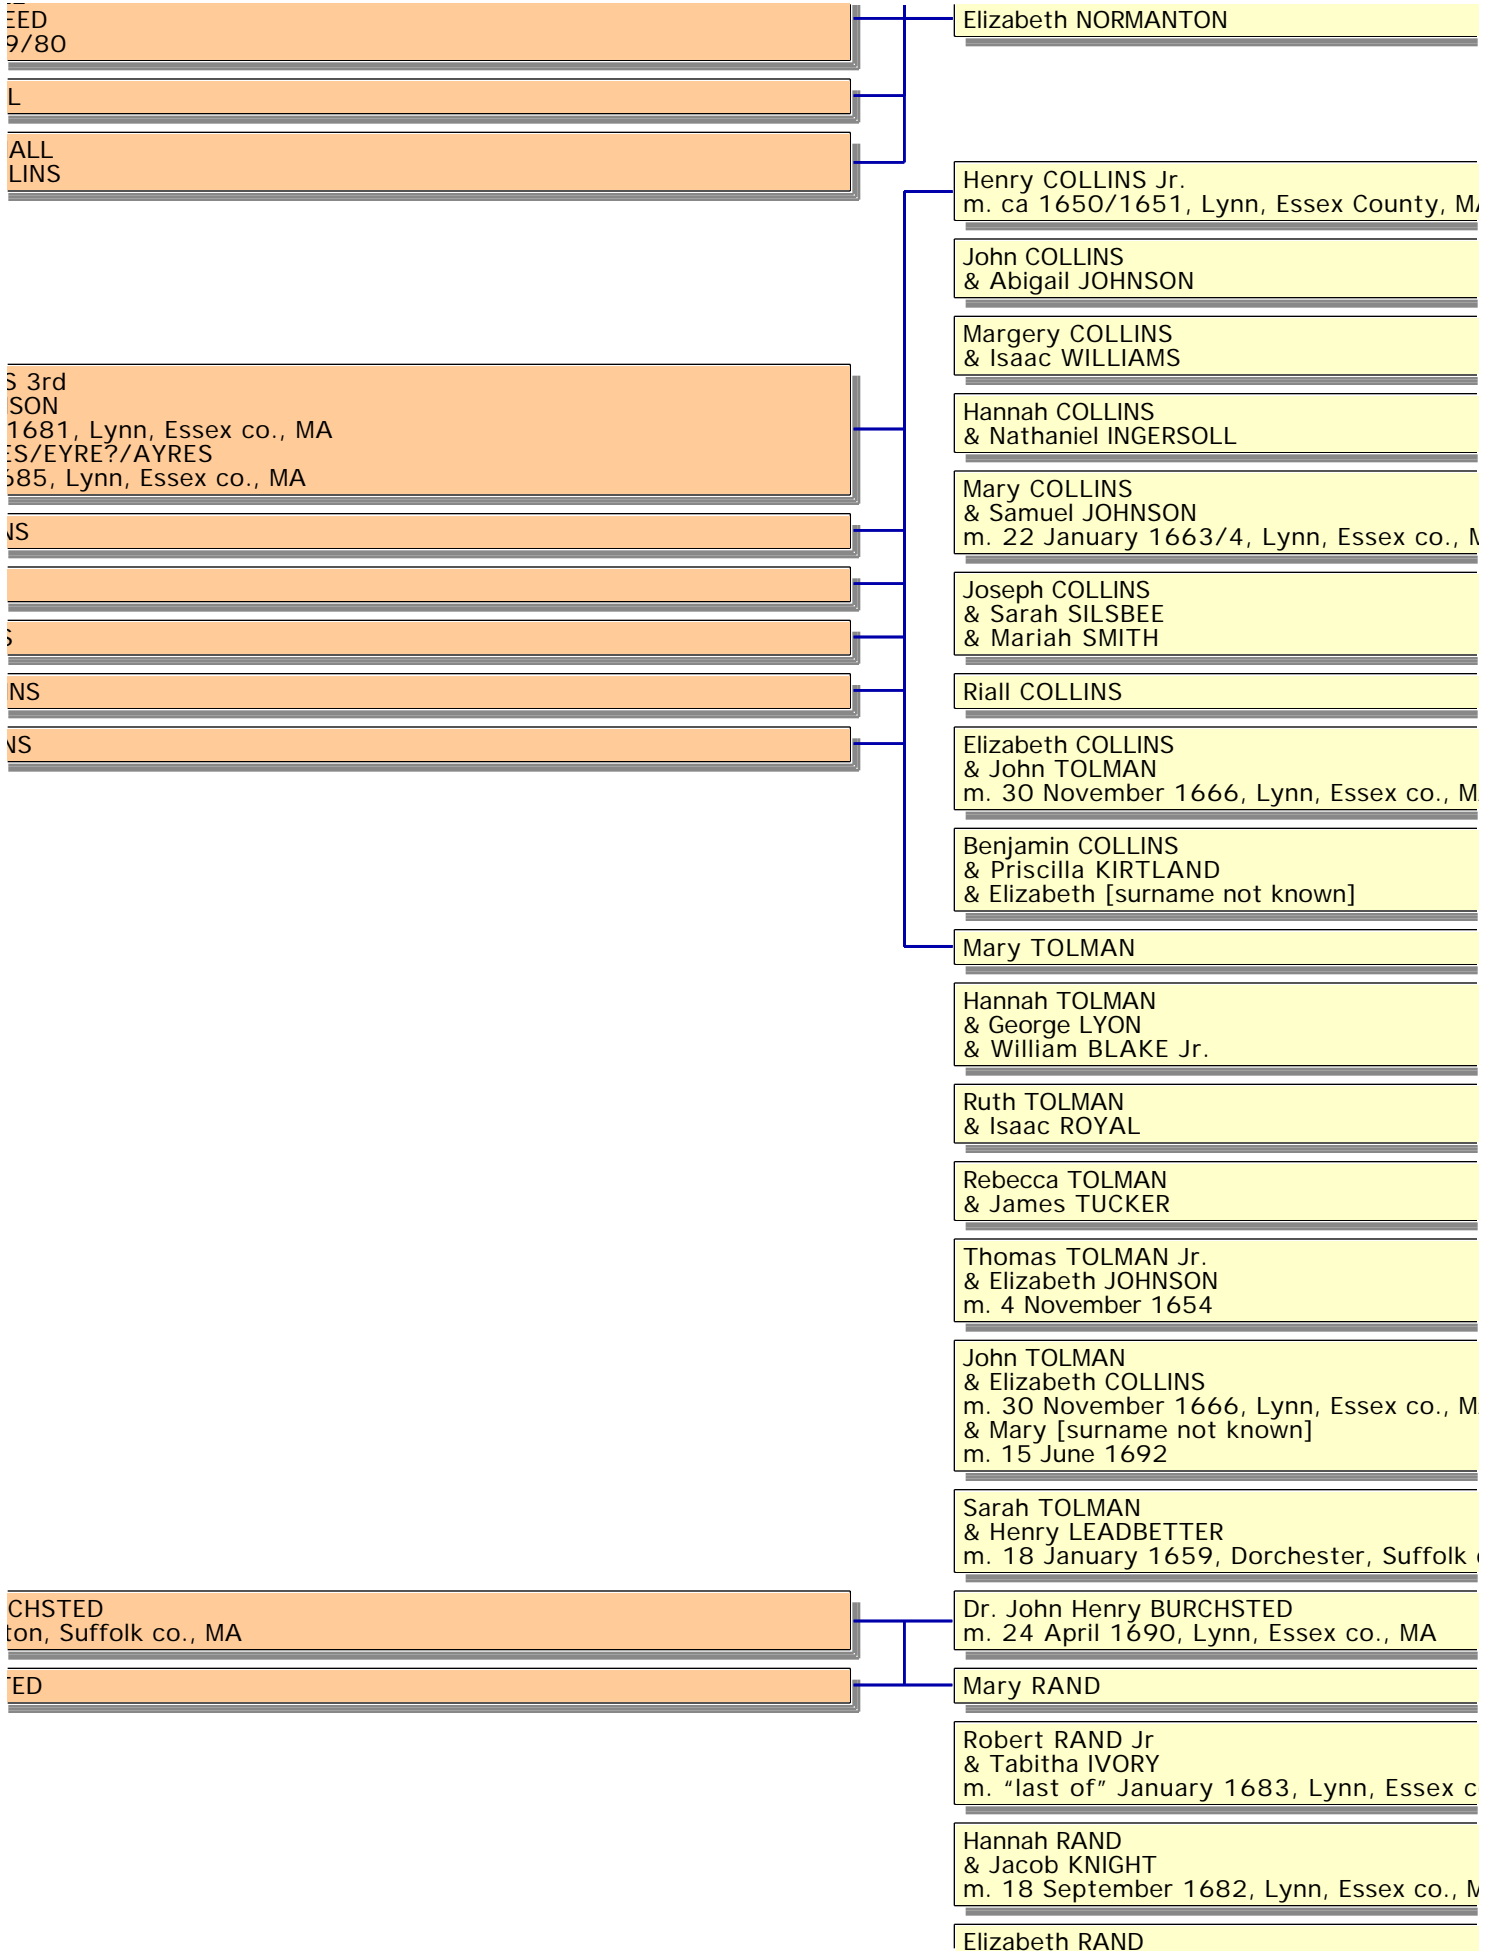 EED
9/80
L
ALL
LINS
S 3rd
SON
1681, Lynn, Essex co., MA
ES/EYRE?/AYRES
685, Lynn, Essex co., MA
NS
S
NS
NS
CHSTED
ton, Suffolk co., MA
TED
Elizabeth NORMANTON
Henry COLLINS Jr.
m. ca 1650/1651, Lynn, Essex County, MA
John COLLINS
& Abigail JOHNSON
Margery COLLINS
& Isaac WILLIAMS
Hannah COLLINS
& Nathaniel INGERSOLL
Mary COLLINS
& Samuel JOHNSON
m. 22 January 1663/4, Lynn, Essex co., M
Joseph COLLINS
& Sarah SILSBEE
& Mariah SMITH
Riall COLLINS
Elizabeth COLLINS
& John TOLMAN
m. 30 November 1666, Lynn, Essex co., M
Benjamin COLLINS
& Priscilla KIRTLAND
& Elizabeth [surname not known]
Mary TOLMAN
Hannah TOLMAN
& George LYON
& William BLAKE Jr.
Ruth TOLMAN
& Isaac ROYAL
Rebecca TOLMAN
& James TUCKER
Thomas TOLMAN Jr.
& Elizabeth JOHNSON
m. 4 November 1654
John TOLMAN
& Elizabeth COLLINS
m. 30 November 1666, Lynn, Essex co., M
& Mary [surname not known]
m. 15 June 1692
Sarah TOLMAN
& Henry LEADBETTER
m. 18 January 1659, Dorchester, Suffolk
Dr. John Henry BURCHSTED
m. 24 April 1690, Lynn, Essex co., MA
Mary RAND
Robert RAND Jr
& Tabitha IVORY
m. “last of” January 1683, Lynn, Essex c
Hannah RAND
& Jacob KNIGHT
m. 18 September 1682, Lynn, Essex co., M
Elizabeth RAND